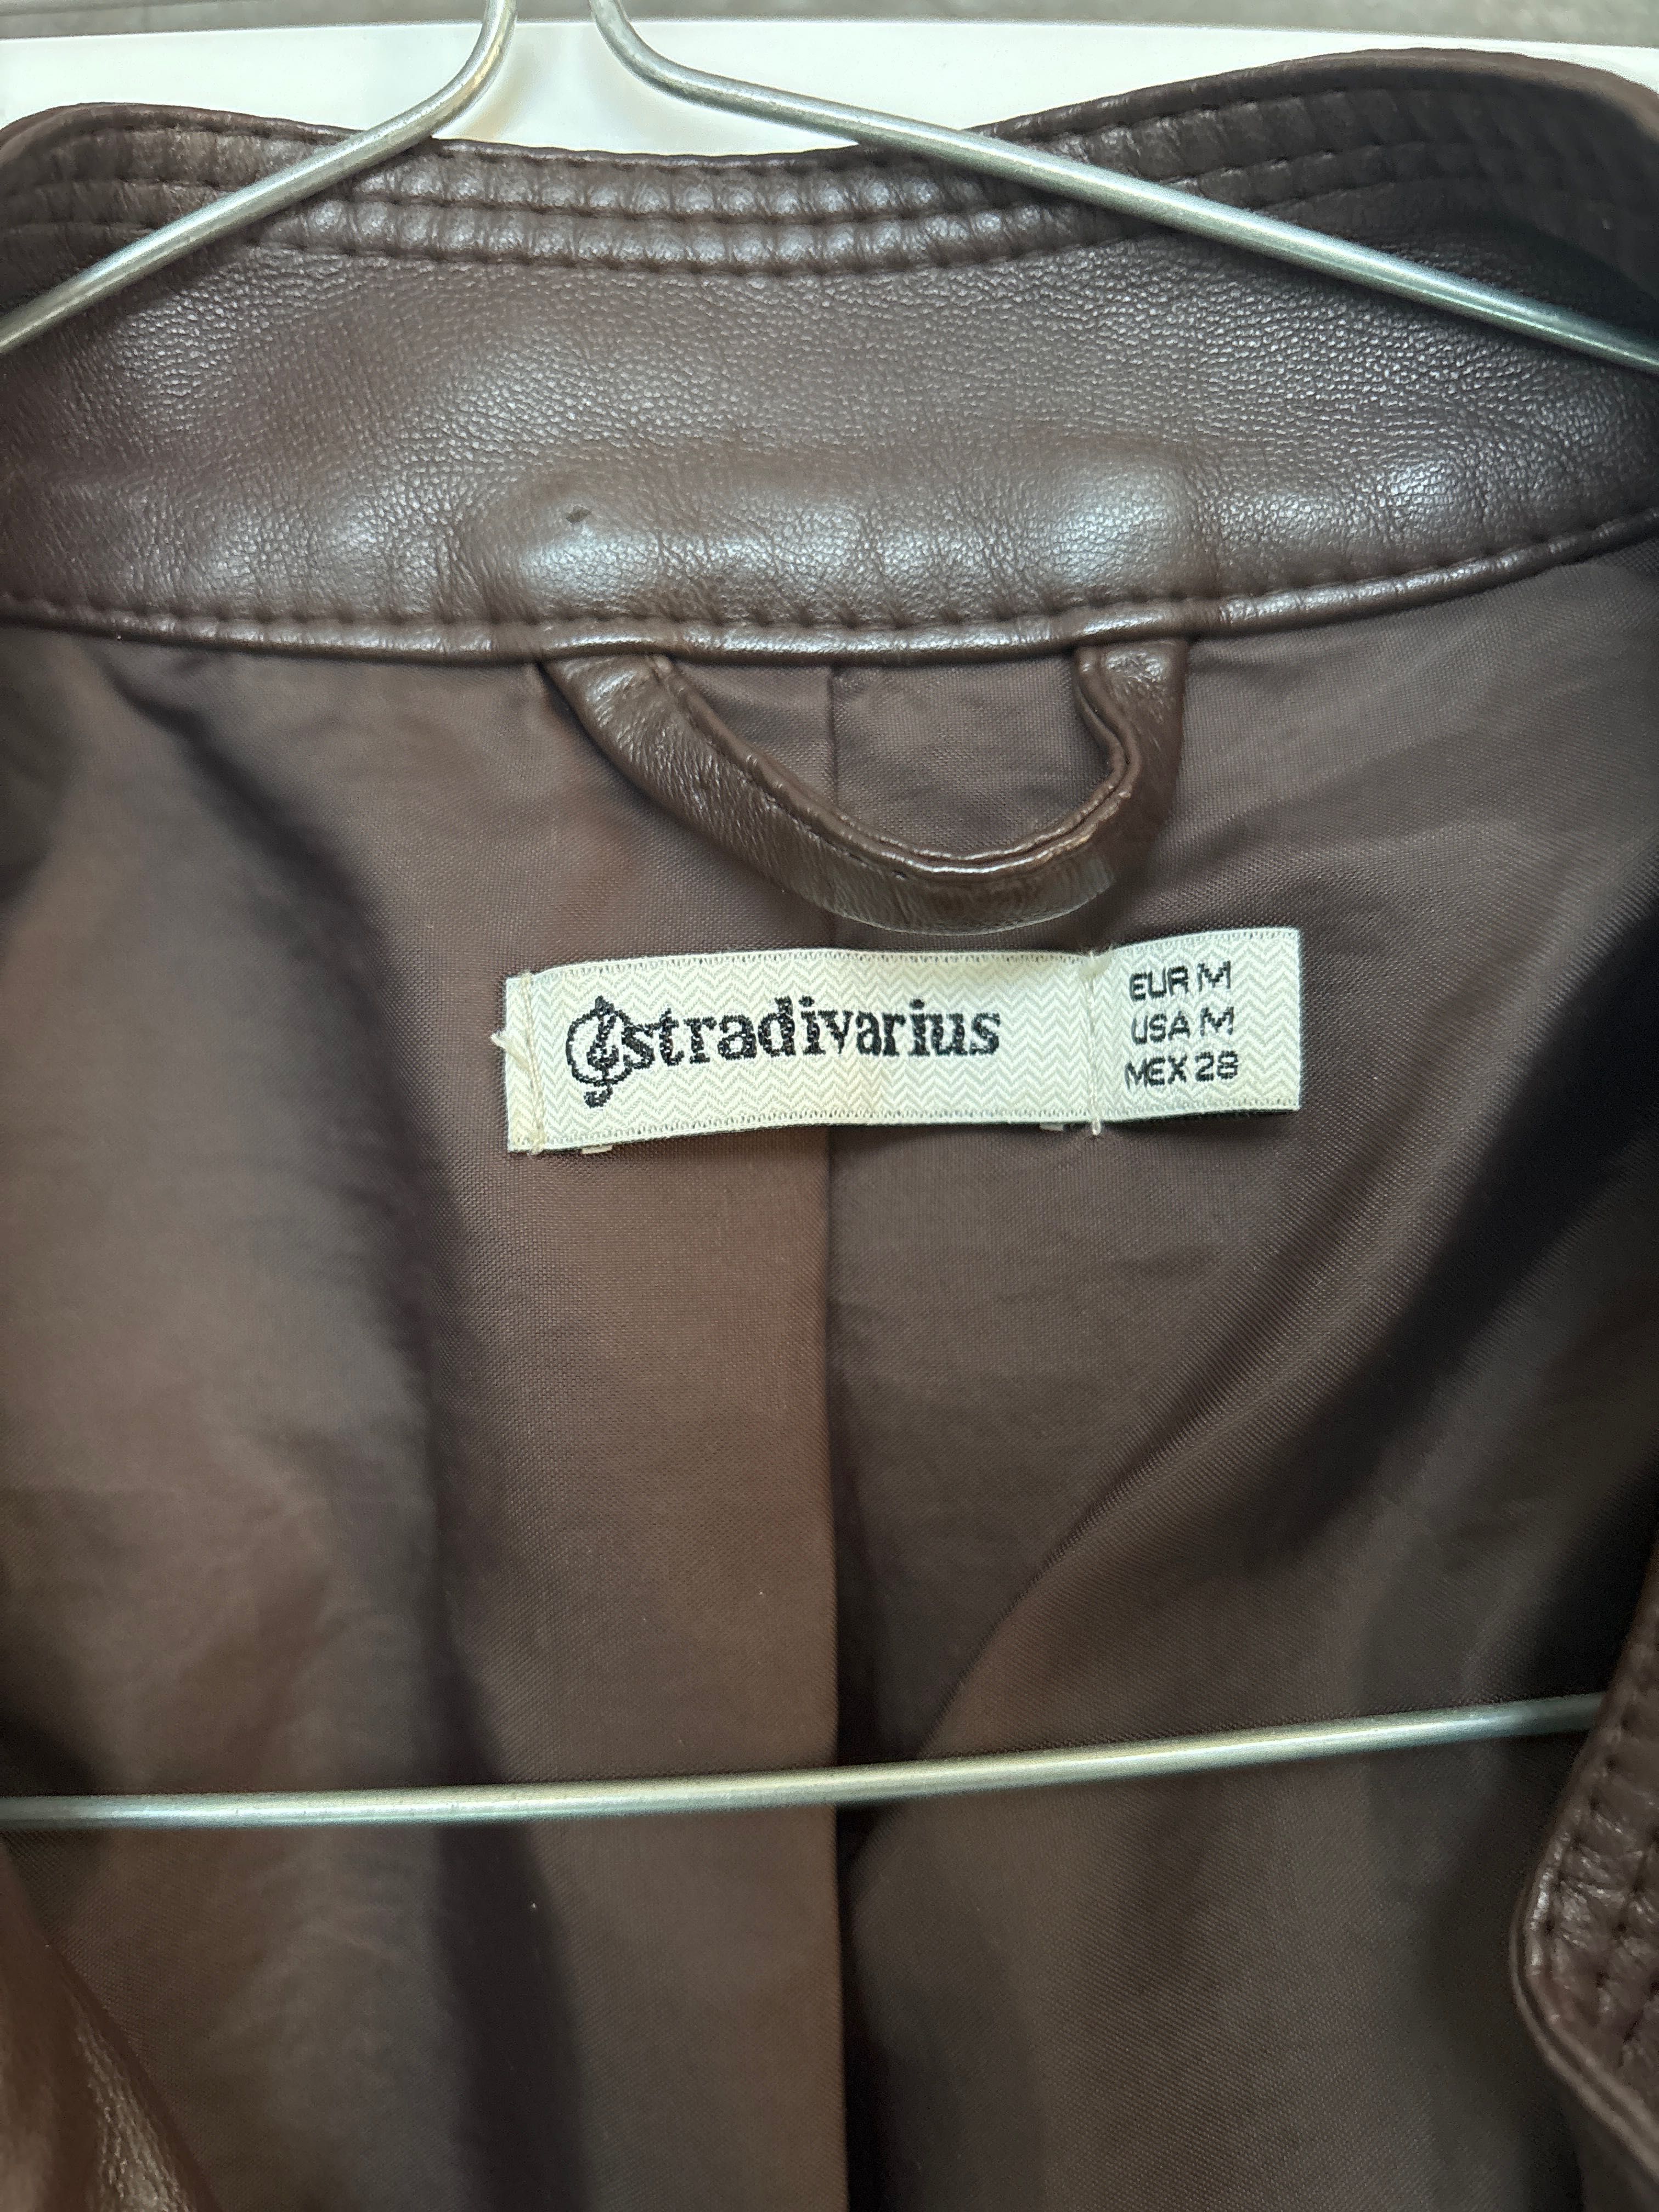 stradivarius
EUR M
USA M
MEX 28